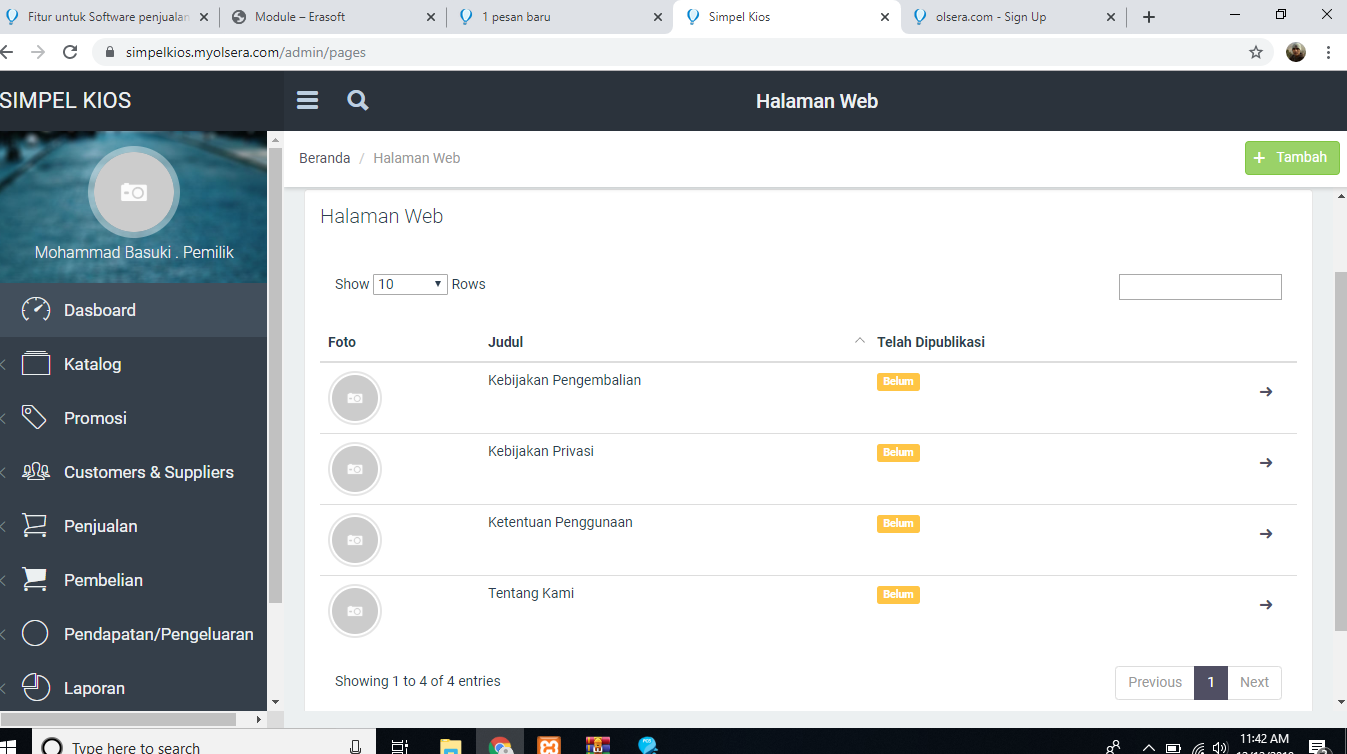 Fitur untuk Software penjualan
Module – Erasoft
1 pesan baru
Simpel Kios
olsera.com - Sign Up
simpelkios.myolsera.com/admin/pages
SIMPEL KIOS
Halaman Web
Beranda / Halaman Web
+ Tambah
Mohammad Basuki . Pemilik
Dasboard
Katalog
Promosi
Customers & Suppliers
Penjualan
Pembelian
Pendapatan/Pengeluaran
Laporan
Halaman Web
Show 10 Rows
Foto Judul Telah Dipublikasi
Kebijakan Pengembalian Belum
Kebijakan Privasi Belum
Ketentuan Penggunaan Belum
Tentang Kami Belum
Showing 1 to 4 of 4 entries
Previous 1 Next
Type here to search
11:42 AM